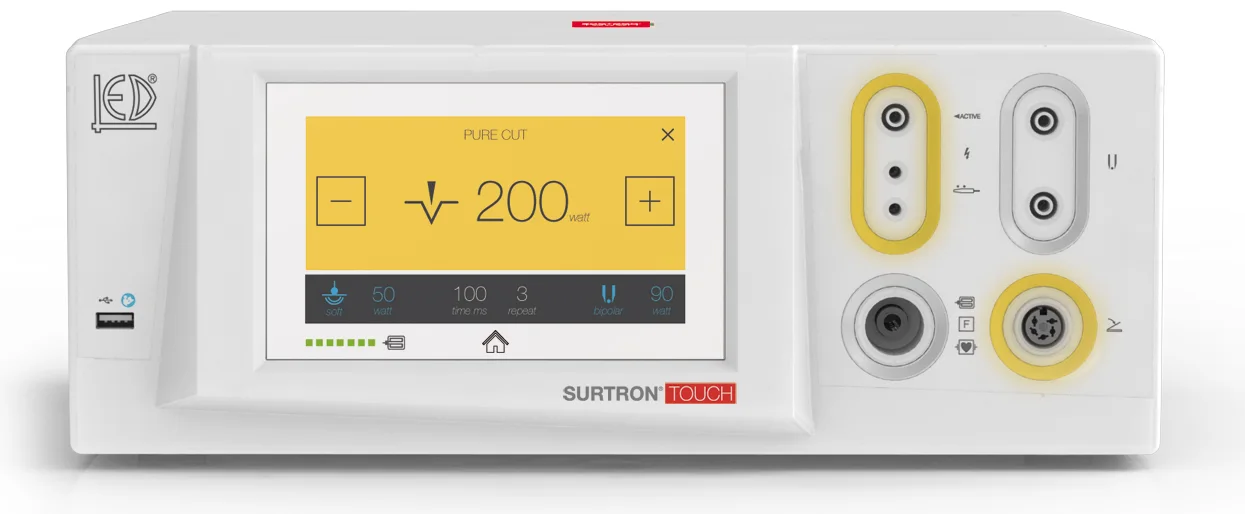 LED®
PURE CUT
200 watt
50
100
3
90
soft
watt
time ms
repeat
bipolar
watt
SURTRON® TOUCH
ACTIVE
F